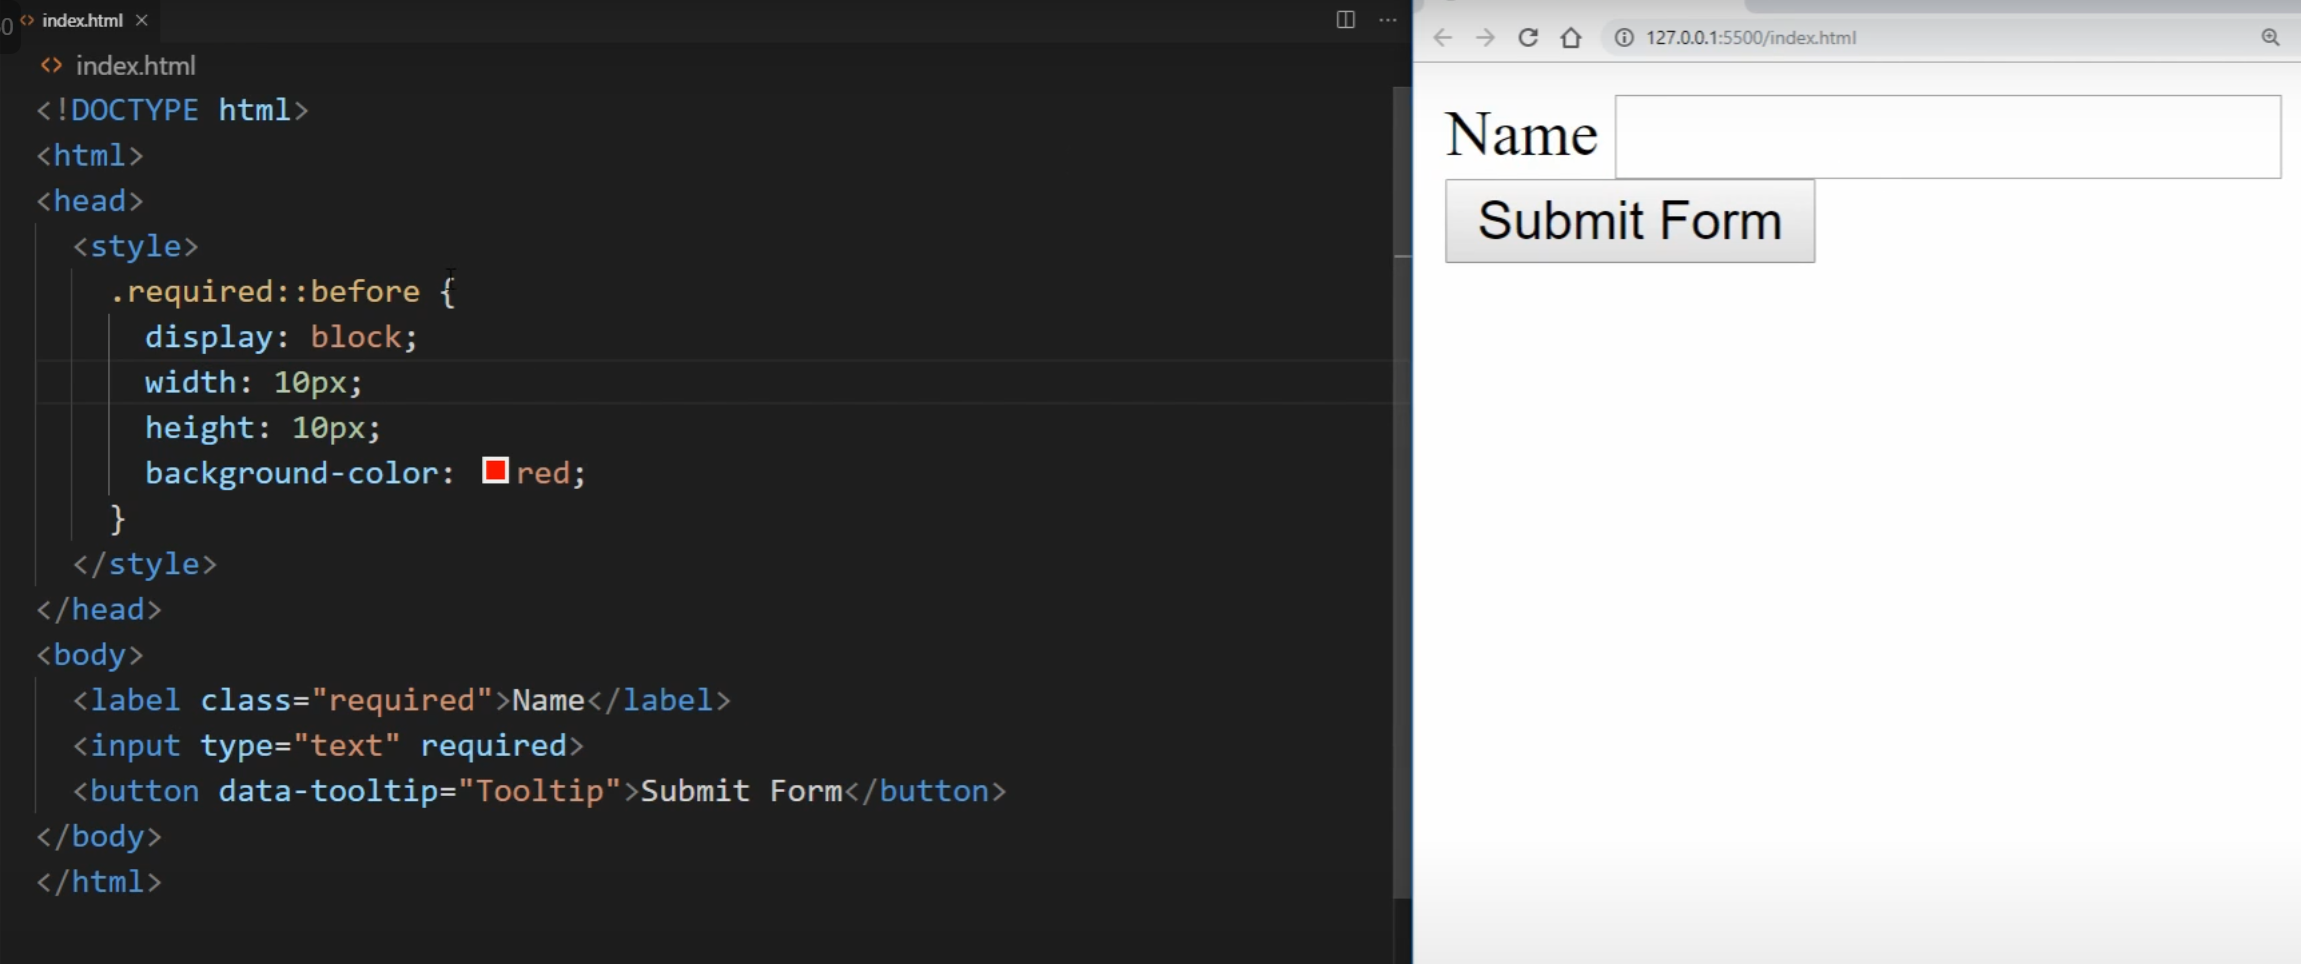 index.html
index.html
<!DOCTYPE html>
<html>
<head>
<style>
.required::before {
display: block;
width: 10px;
height: 10px;
background-color: red;
}
</style>
</head>
<body>
<label class="required">Name</label>
<input type="text" required>
<button data-tooltip="Tooltip">Submit Form</button>
</body>
</html>
127.0.0.1:5500/index.html
Name
Submit Form